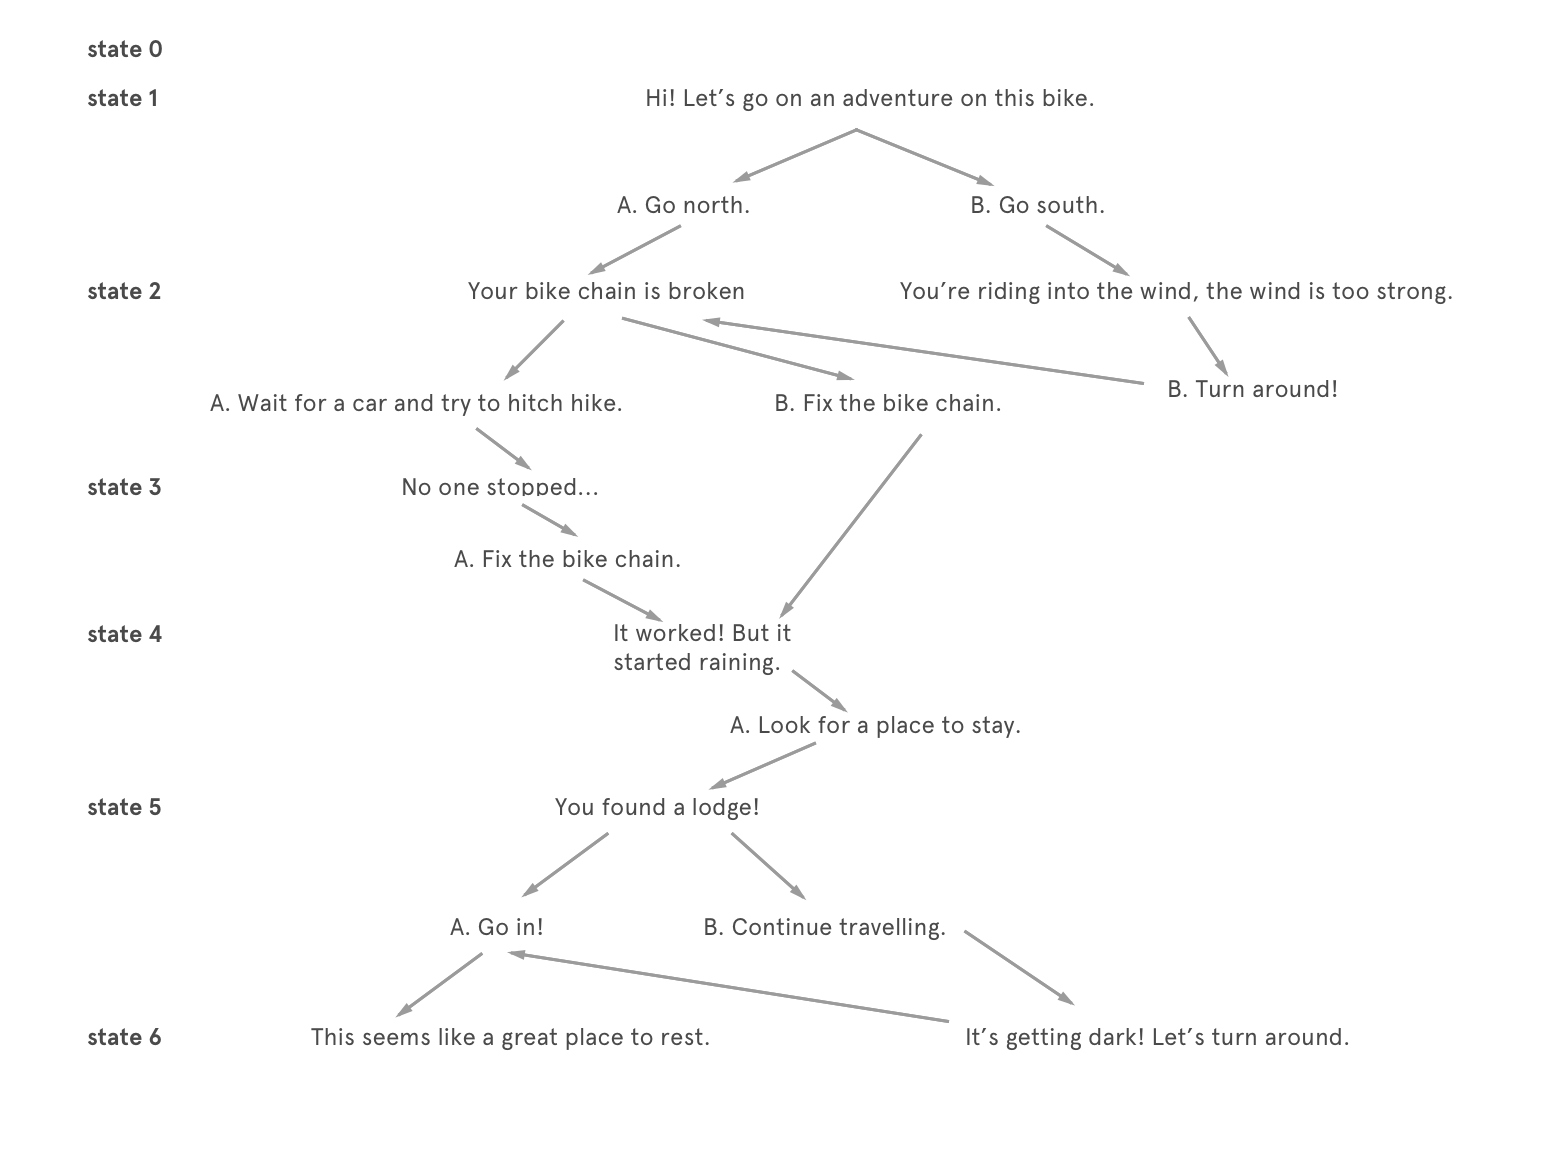 state 0
state 1
Hi! Let’s go on an adventure on this bike.
A. Go north.
B. Go south.
state 2
Your bike chain is broken
You’re riding into the wind, the wind is too strong.
B. Turn around!
A. Wait for a car and try to hitch hike.
B. Fix the bike chain.
state 3
No one stopped...
A. Fix the bike chain.
state 4
It worked! But it
started raining.
A. Look for a place to stay.
state 5
You found a lodge!
A. Go in!
B. Continue travelling.
state 6
This seems like a great place to rest.
It’s getting dark! Let’s turn around.